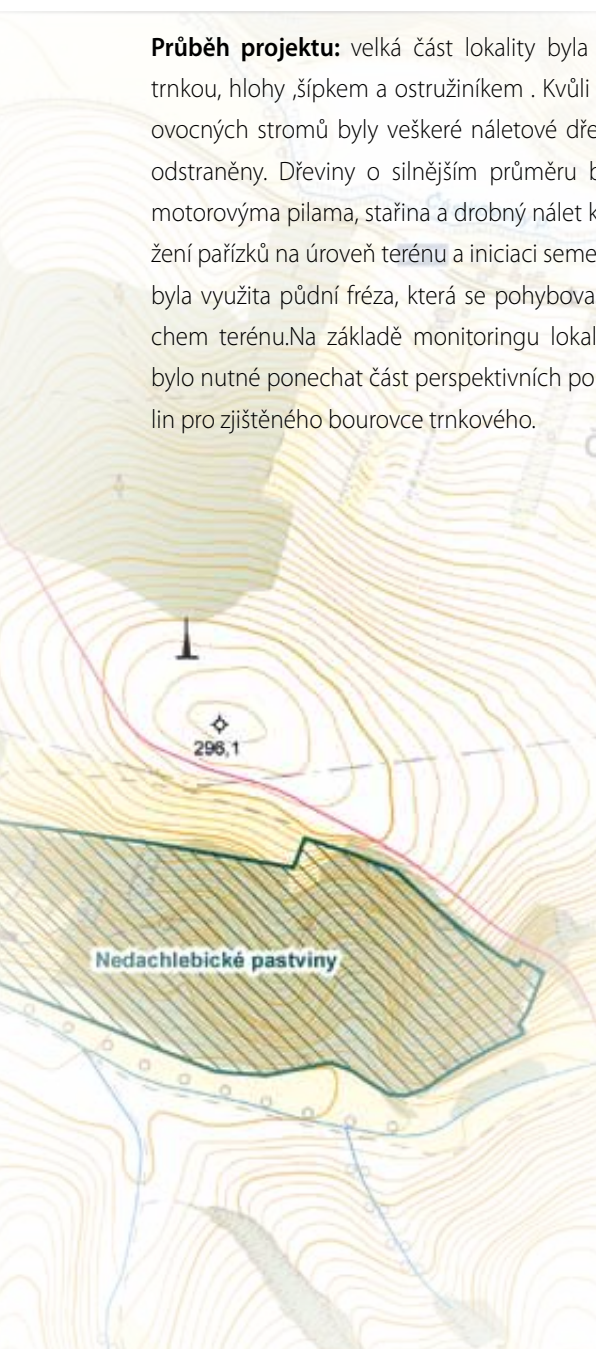 Průběh projektu: velká část lokality byla
trnkou, hlohy ,šípkem a ostružiníkem . Kvůli
ovocných stromů byly veškeré náletové dře
odstraněny. Dřeviny o silnějším průměru b
motorovýma pilama, stařina a drobný nálet k
žení pařízků na úroveň terénu a iniciaci seme
byla využita půdní fréza, která se pohybova
chem terénu.Na základě monitoringu lokal
bylo nutné ponechat část perspektivních po
lin pro zjištěného bourovce trnkového.
296,1
Nedachlebické pastviny